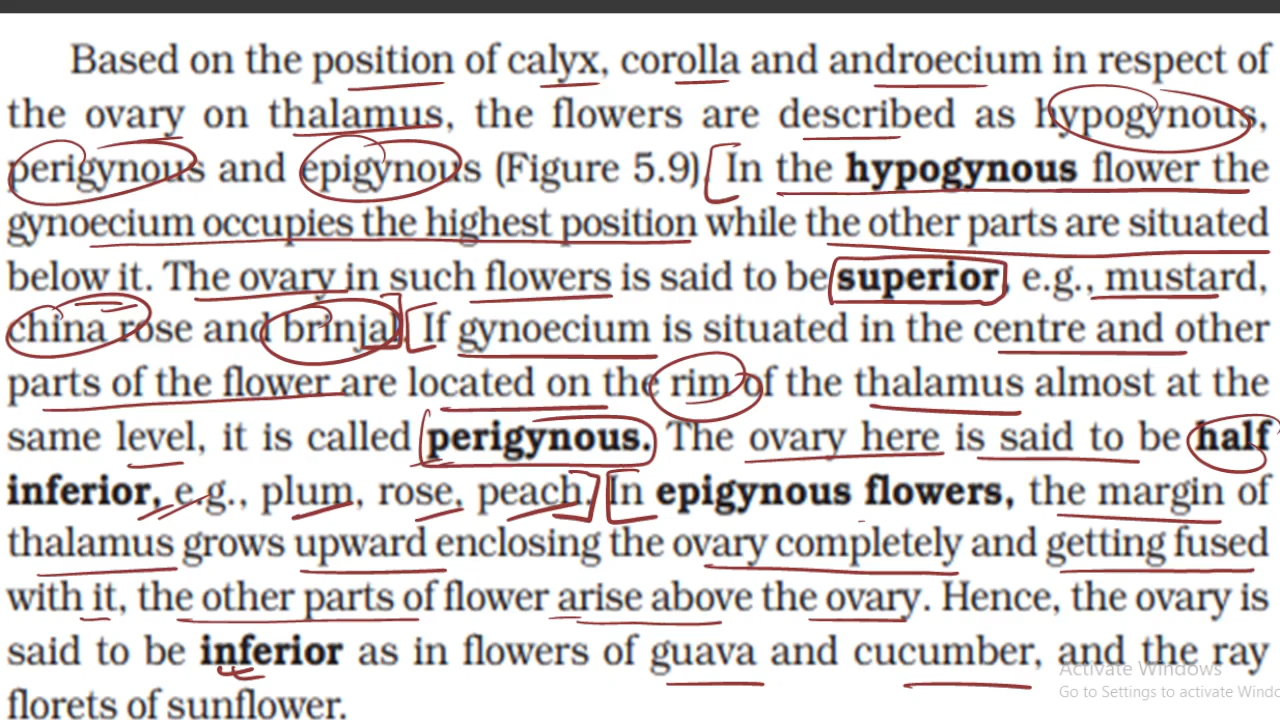 Based on the position of calyx, corolla and androecium in respect of
the ovary on thalamus, the flowers are described as hypogynous,
perigynous and epigynous (Figure 5.9). In the hypogynous flower the
gynoecium occupies the highest position while the other parts are situated
below it. The ovary in such flowers is said to be superior, e.g., mustard,
china rose and brinjal. If gynoecium is situated in the centre and other
parts of the flower are located on the rim of the thalamus almost at the
same level, it is called perigynous. The ovary here is said to be half
inferior, e.g., plum, rose, peach. In epigynous flowers, the margin of
thalamus grows upward enclosing the ovary completely and getting fused
with it, the other parts of flower arise above the ovary. Hence, the ovary is
said to be inferior as in flowers of guava and cucumber, and the ray
florets of sunflower.
Activate Windows
Go to Settings to activate Windo